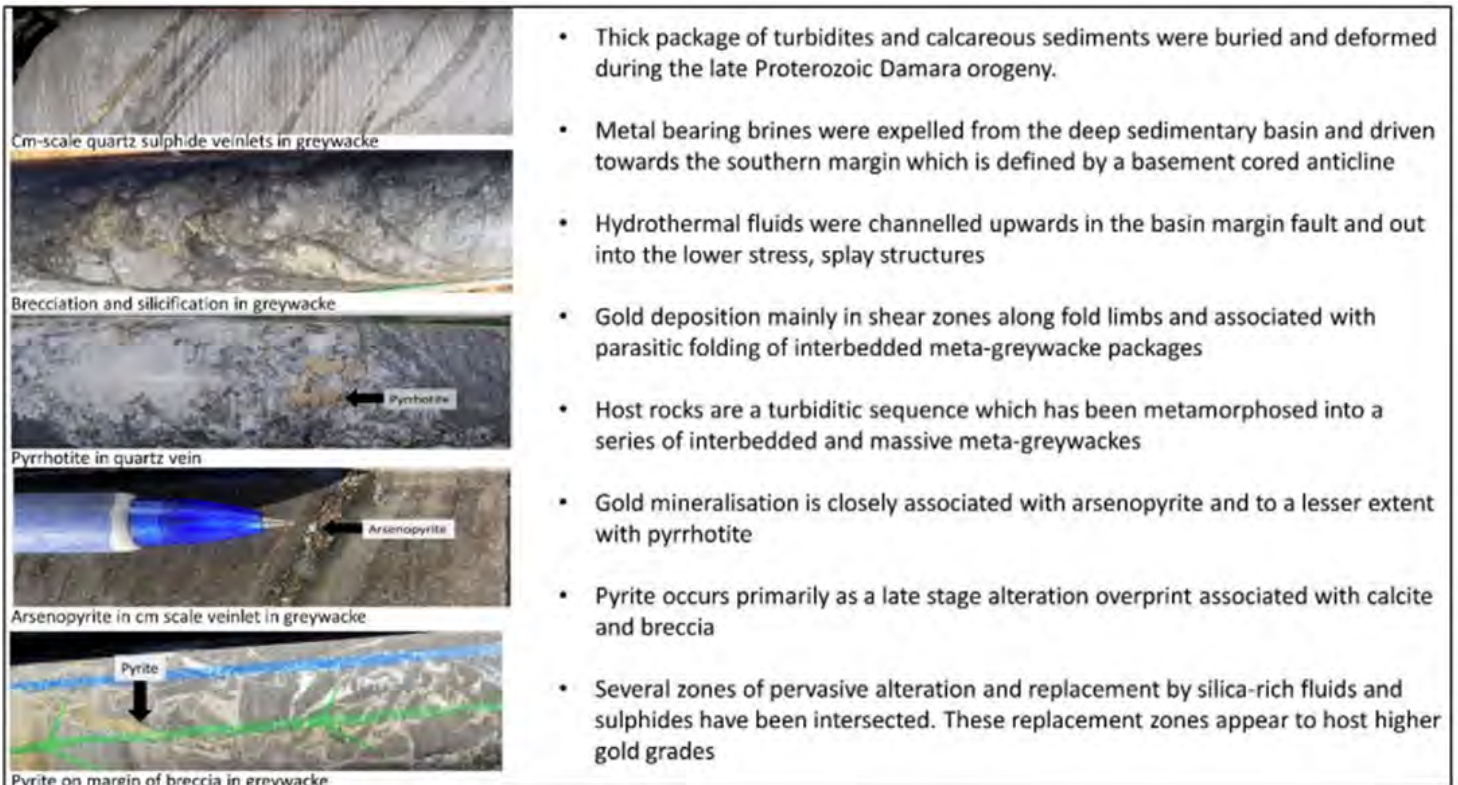 Cm-scale quartz sulphide veinlets in greywacke
Brecciation and silicification in greywacke
Pyrrhotite
Pyrrhotite in quartz vein
Arsenopyrite
Arsenopyrite in cm scale veinlet in greywacke
Pyrite
Pyrite on margin of breccia in greywacke
• Thick package of turbidites and calcareous sediments were buried and deformed
during the late Proterozoic Damara orogeny.
• Metal bearing brines were expelled from the deep sedimentary basin and driven
towards the southern margin which is defined by a basement cored anticline
• Hydrothermal fluids were channelled upwards in the basin margin fault and out
into the lower stress, splay structures
• Gold deposition mainly in shear zones along fold limbs and associated with
parasitic folding of interbedded meta-greywacke packages
• Host rocks are a turbiditic sequence which has been metamorphosed into a
series of interbedded and massive meta-greywackes
• Gold mineralisation is closely associated with arsenopyrite and to a lesser extent
with pyrrhotite
• Pyrite occurs primarily as a late stage alteration overprint associated with calcite
and breccia
• Several zones of pervasive alteration and replacement by silica-rich fluids and
sulphides have been intersected. These replacement zones appear to host higher
gold grades